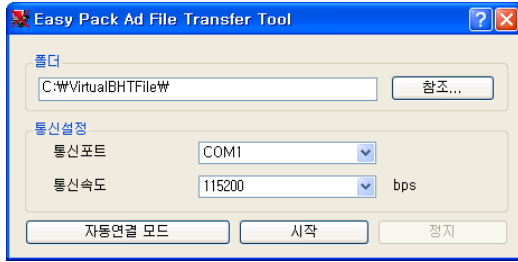 Easy Pack Ad File Transfer Tool
폴더
C:₩VirtualBHTFile₩
참조...
통신설정
통신포트 COM1
통신속도 115200 bps
자동연결 모드 시작 정지